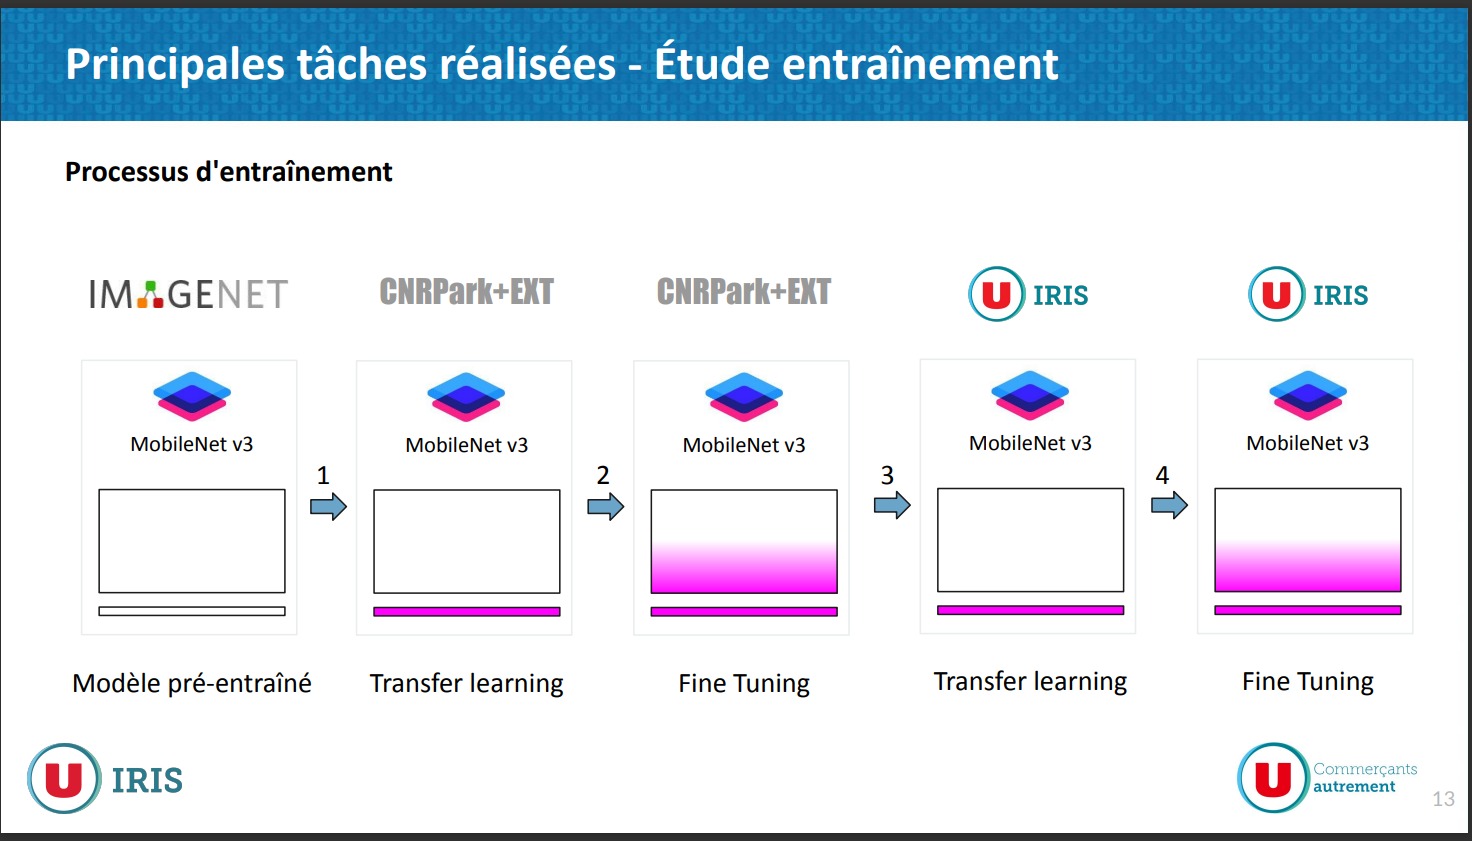 Principales tâches réalisées - Étude entraînement
Processus d'entraînement
IMAGENET
CNRPark+EXT
CNRPark+EXT
U IRIS
U IRIS
MobileNet v3
MobileNet v3
MobileNet v3
MobileNet v3
MobileNet v3
1
2
3
4
Modèle pré-entraîné
Transfer learning
Fine Tuning
Transfer learning
Fine Tuning
U IRIS
U Commerçants
autrement
13